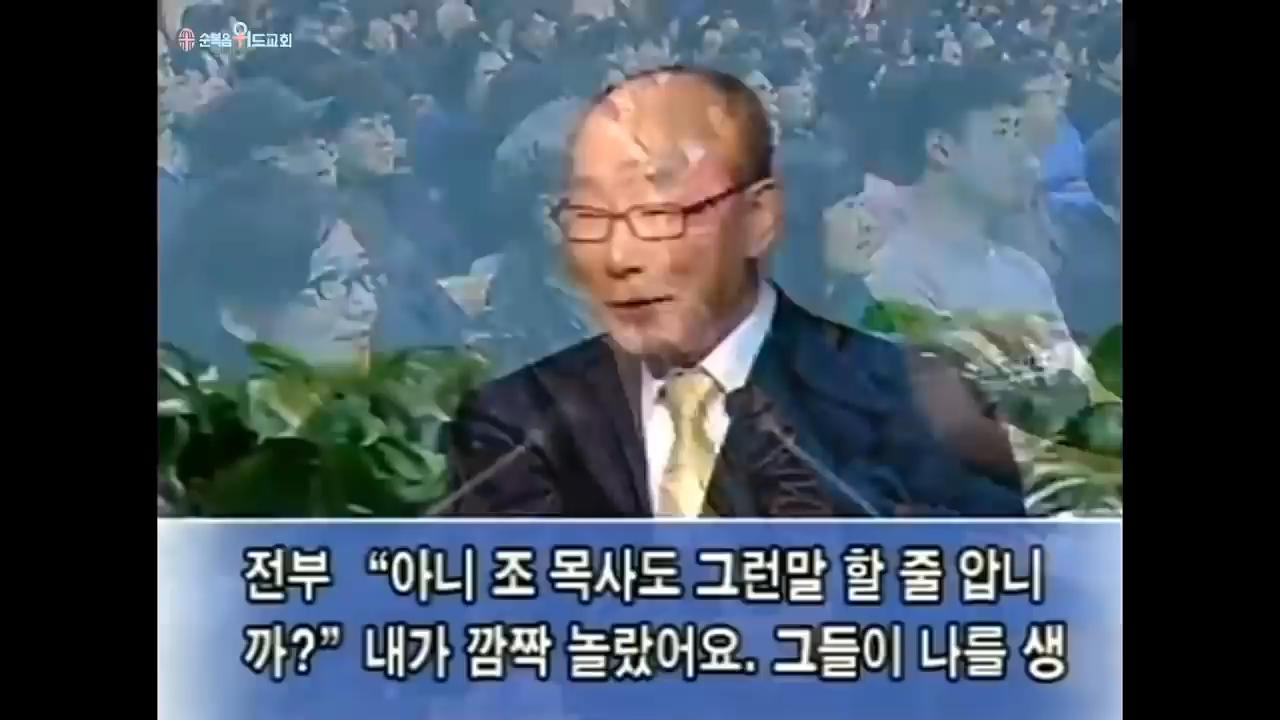 순복음위드교회
전부 “아니 조 목사도 그런말 할 줄 압니
까?” 내가 깜짝 놀랐어요. 그들이 나를 생